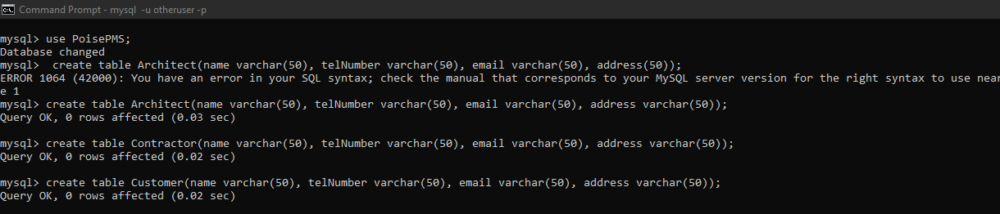 Command Prompt - mysql -u otheruser -p
mysql> use PoisePMS;
Database changed
mysql>  create table Architect(name varchar(50), telNumber varchar(50), email varchar(50), address(50));
ERROR 1064 (42000): You have an error in your SQL syntax; check the manual that corresponds to your MySQL server version for the right syntax to use near
e 1
mysql> create table Architect(name varchar(50), telNumber varchar(50), email varchar(50), address varchar(50));
Query OK, 0 rows affected (0.03 sec)
mysql> create table Contractor(name varchar(50), telNumber varchar(50), email varchar(50), address varchar(50));
Query OK, 0 rows affected (0.02 sec)
mysql> create table Customer(name varchar(50), telNumber varchar(50), email varchar(50), address varchar(50));
Query OK, 0 rows affected (0.02 sec)